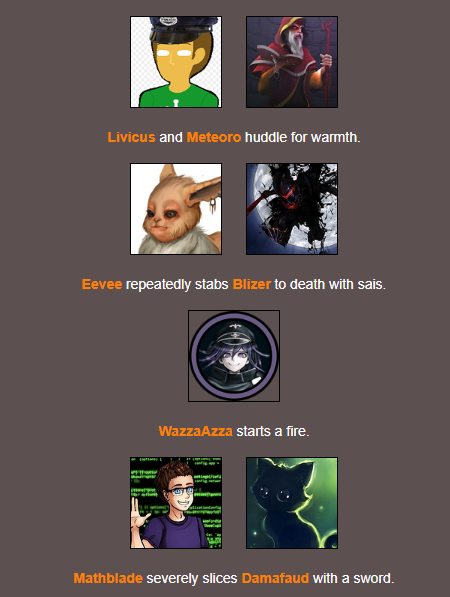 Livicus and Meteoro huddle for warmth.
Eevee repeatedly stabs Blizer to death with sais.
WazzaAzza starts a fire.
Mathblade severely slices Damafaud with a sword.